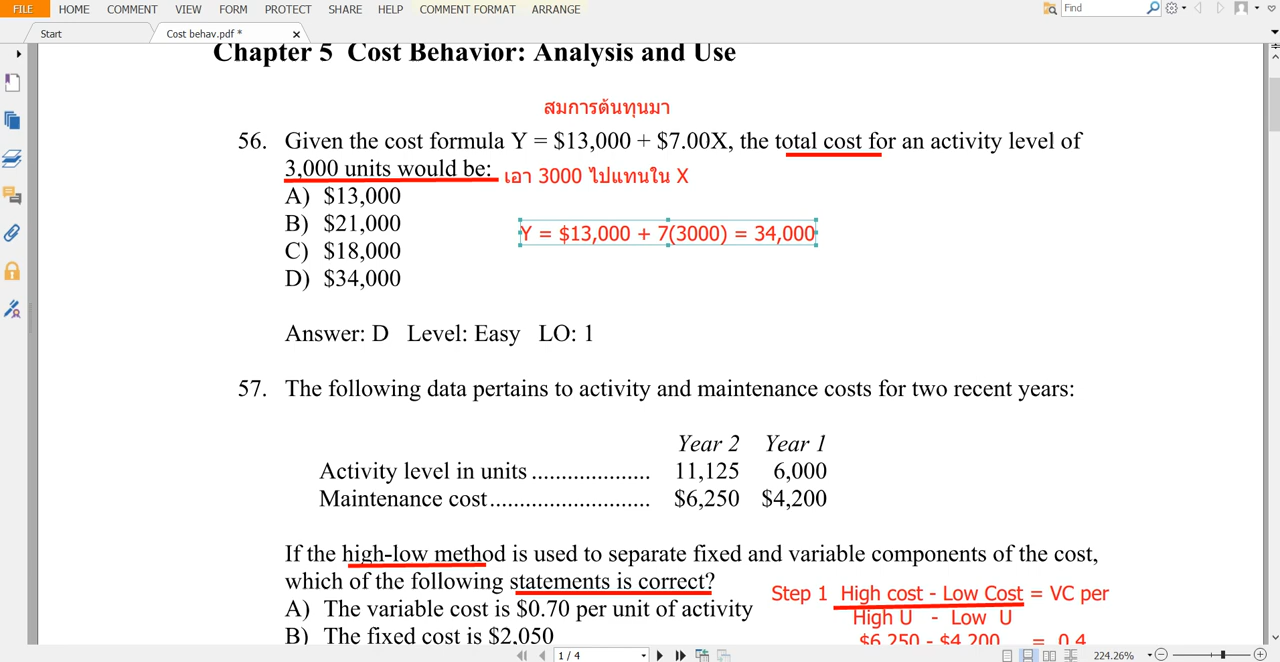 FILE HOME COMMENT VIEW FORM PROTECT SHARE HELP COMMENT FORMAT ARRANGE Find
Start Cost behav.pdf *
Chapter 5 Cost Behavior: Analysis and Use
สมการต้นทุนมา
56. Given the cost formula Y = $13,000 + $7.00X, the total cost for an activity level of
3,000 units would be: เอา 3000 ไปแทนใน X
A) $13,000
B) $21,000
Y = $13,000 + 7(3000) = 34,000
C) $18,000
D) $34,000
Answer: D Level: Easy LO: 1
57. The following data pertains to activity and maintenance costs for two recent years:
Year 2 Year 1
Activity level in units .................... 11,125 6,000
Maintenance cost........................... $6,250 $4,200
If the high-low method is used to separate fixed and variable components of the cost,
which of the following statements is correct?
Step 1 High cost - Low Cost = VC per
A) The variable cost is $0.70 per unit of activity
High U - Low U
B) The fixed cost is $2,050
$6,250 - $4,200 = 0.4
1 / 4 224.26%